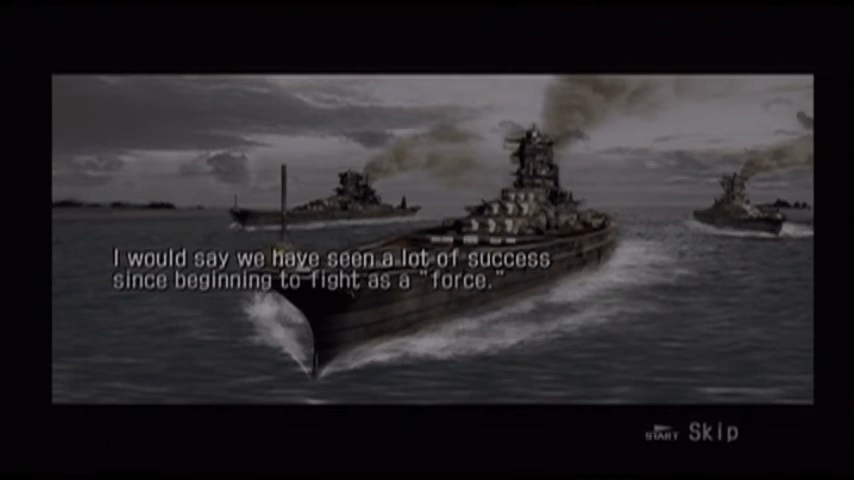 I would say we have seen a lot of success
since beginning to fight as a "force."
START Skip